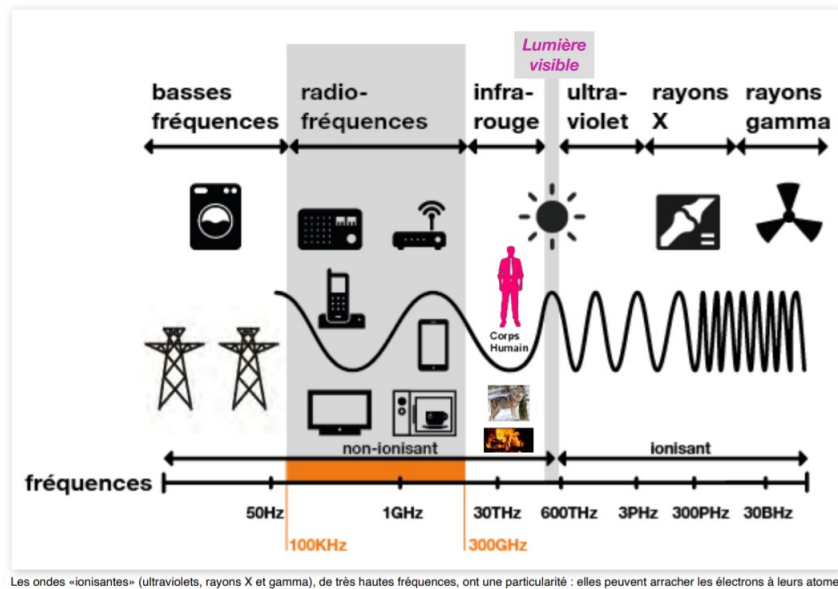 Lumière
visible
basses
fréquences
radio-
fréquences
infra-
rouge
ultra-
violet
rayons
X
rayons
gamma
Corps
Humain
non-ionisant
ionisant
fréquences
50Hz
1GHz
30THz
600THz
3PHz
300PHz
30BHz
100KHz
300GHz
Les ondes «ionisantes» (ultraviolets, rayons X et gamma), de très hautes fréquences, ont une particularité : elles peuvent arracher les électrons à leurs atome